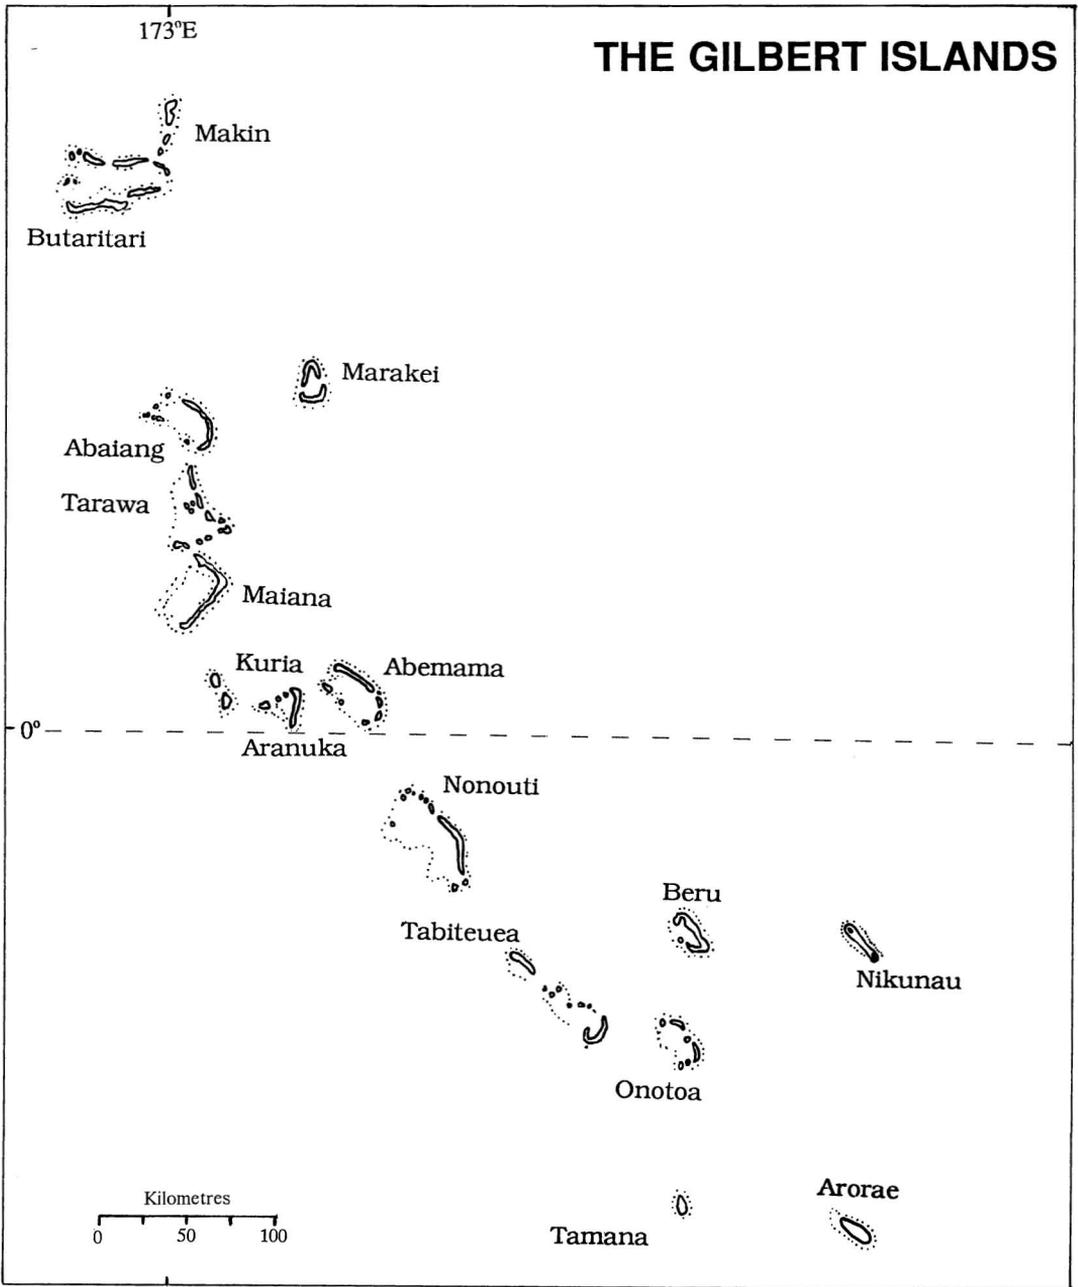 173°E
THE GILBERT ISLANDS
Makin
Butaritari
Marakei
Abaiang
Tarawa
Maiana
Kuria
Abemama
0°
Aranuka
Nonouti
Beru
Tabiteuea
Nikunau
Onotoa
Arorae
Kilometres
0 50 100
Tamana